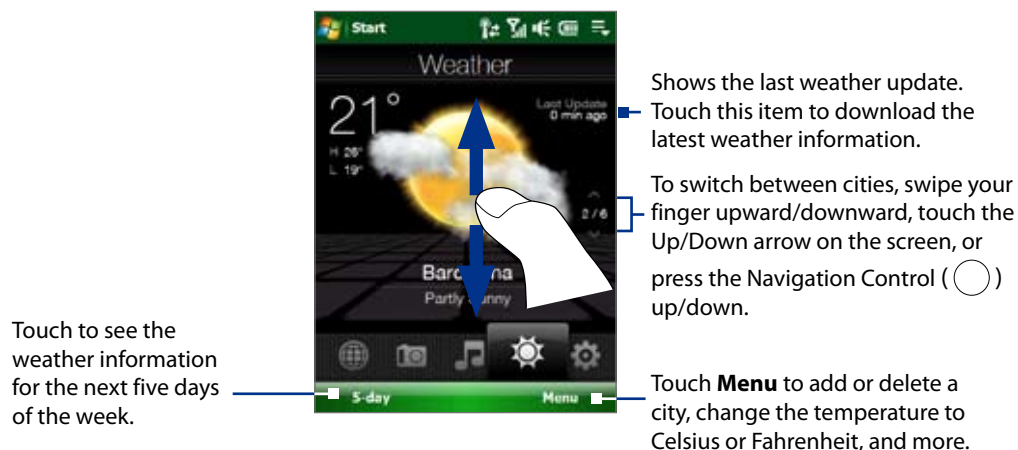 Start
Weather
21°
H 26°
L 19°
Last Update
0 min ago
2 / 6
Partly
5-day
Menu
Shows the last weather update.
Touch this item to download the
latest weather information.
To switch between cities, swipe your
finger upward/downward, touch the
Up/Down arrow on the screen, or
press the Navigation Control ( )
up/down.
Touch to see the
weather information
for the next five days
of the week.
Touch Menu to add or delete a
city, change the temperature to
Celsius or Fahrenheit, and more.